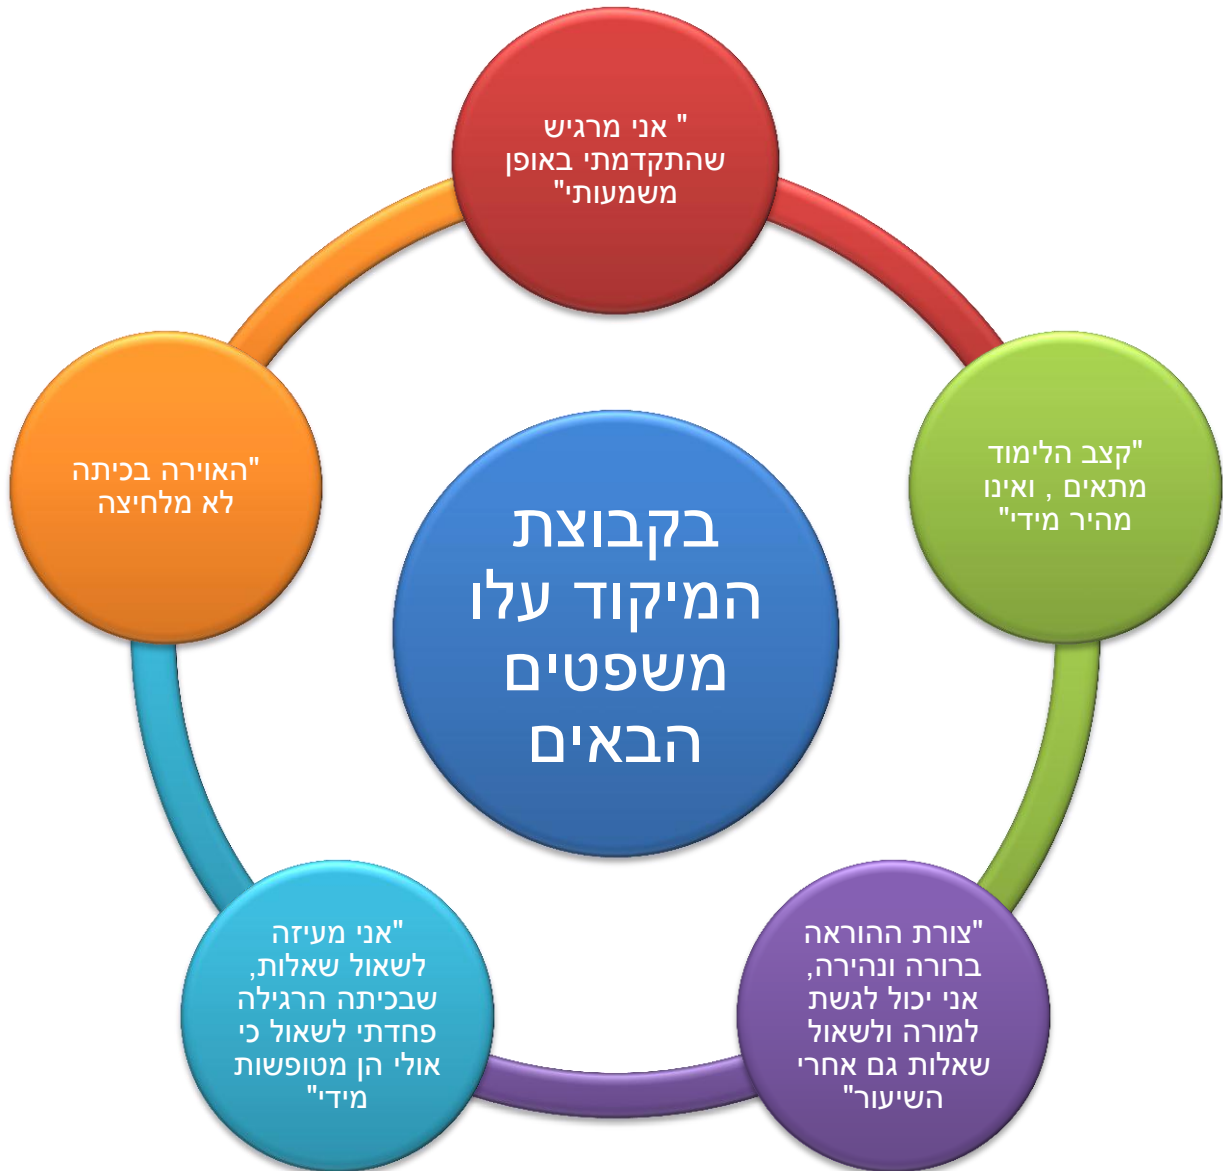 " אני מרגיש
שהתקדמתי באופן
משמעותי"
"קצב הלימוד
מתאים , ואינו
מהיר מידי"
"צורת ההוראה
ברורה ונהירה,
אני יכול לגשת
למורה ולשאול
שאלות גם אחרי
השיעור"
"אני מעיזה
לשאול שאלות,
שבכיתה הרגילה
פחדתי לשאול כי
אולי הן מטופשות
מידי"
"האוירה בכיתה
לא מלחיצה
בקבוצת
המיקוד עלו
משפטים
הבאים